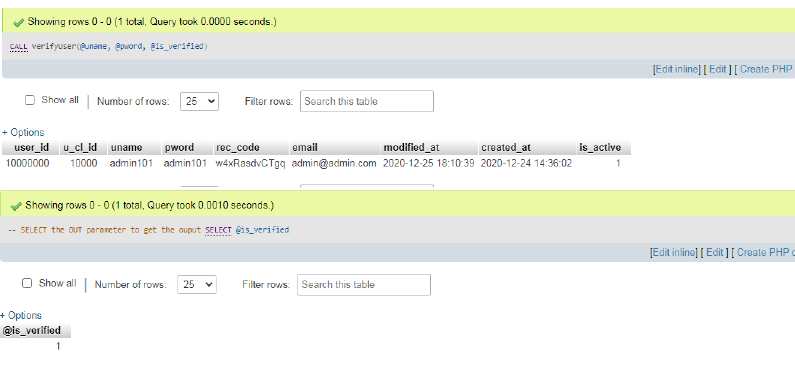 Showing rows 0 - 0 (1 total, Query took 0.0000 seconds.)
CALL verifyUser(@uname, @pword, @is_verified)
[Edit inline] [ Edit ] [ Create PHP
Show all Number of rows: 25 Filter rows: Search this table
+ Options
user_id u_cl_id uname pword rec_code email modified_at created_at is_active
10000000 10000 admin101 admin101 w4xRasdvCTgq admin@admin.com 2020-12-25 18:10:39 2020-12-24 14:36:02 1
Showing rows 0 - 0 (1 total, Query took 0.0010 seconds.)
-- SELECT the OUT parameter to get the ouput SELECT @is_verified
[Edit inline] [ Edit ] [ Create PHP c
Show all Number of rows: 25 Filter rows: Search this table
+ Options
@is_verified
1